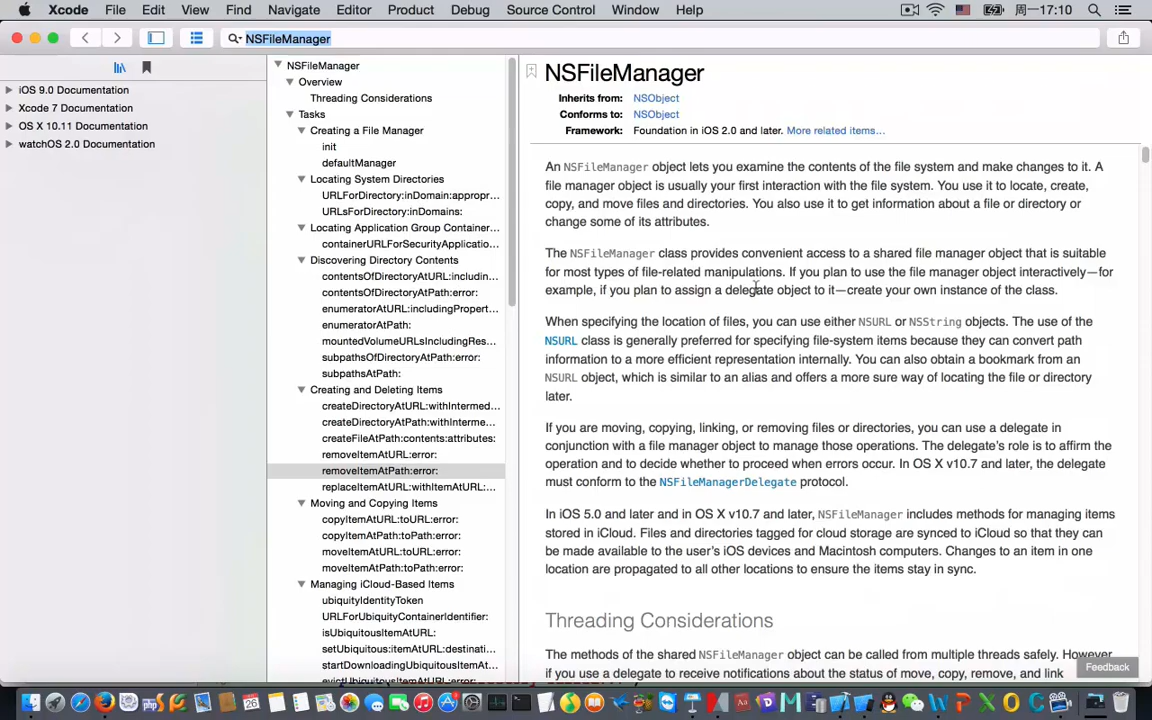 Xcode File Edit View Find Navigate Editor Product Debug Source Control Window Help 周一17:10
NSFileManager
iOS 9.0 Documentation
Xcode 7 Documentation
OS X 10.11 Documentation
watchOS 2.0 Documentation
NSFileManager
Overview
Threading Considerations
Tasks
Creating a File Manager
init
defaultManager
Locating System Directories
URLForDirectory:inDomain:appropr...
URLsForDirectory:inDomains:
Locating Application Group Container...
containerURLForSecurityApplicatio...
Discovering Directory Contents
contentsOfDirectoryAtURL:includin...
contentsOfDirectoryAtPath:error:
enumeratorAtURL:includingPropert...
enumeratorAtPath:
mountedVolumeURLsIncludingRes...
subpathsOfDirectoryAtPath:error:
subpathsAtPath:
Creating and Deleting Items
createDirectoryAtURL:withIntermed...
createDirectoryAtPath:withInterme...
createFileAtPath:contents:attributes:
removeItemAtURL:error:
removeItemAtPath:error:
replaceItemAtURL:withItemAtURL:...
Moving and Copying Items
copyItemAtURL:toURL:error:
copyItemAtPath:toPath:error:
moveItemAtURL:toURL:error:
moveItemAtPath:toPath:error:
Managing iCloud-Based Items
ubiquityIdentityToken
URLForUbiquityContainerIdentifier:
isUbiquitousItemAtURL:
setUbiquitous:itemAtURL:destinati...
startDownloadingUbiquitousItemAt...
evictUbiquitousItemAtURL:error:
NSFileManager
Inherits from: NSObject
Conforms to: NSObject
Framework: Foundation in iOS 2.0 and later. More related items...
An NSFileManager object lets you examine the contents of the file system and make changes to it. A
file manager object is usually your first interaction with the file system. You use it to locate, create,
copy, and move files and directories. You also use it to get information about a file or directory or
change some of its attributes.
The NSFileManager class provides convenient access to a shared file manager object that is suitable
for most types of file-related manipulations. If you plan to use the file manager object interactively—for
example, if you plan to assign a delegate object to it—create your own instance of the class.
When specifying the location of files, you can use either NSURL or NSString objects. The use of the
NSURL class is generally preferred for specifying file-system items because they can convert path
information to a more efficient representation internally. You can also obtain a bookmark from an
NSURL object, which is similar to an alias and offers a more sure way of locating the file or directory
later.
If you are moving, copying, linking, or removing files or directories, you can use a delegate in
conjunction with a file manager object to manage those operations. The delegate's role is to affirm the
operation and to decide whether to proceed when errors occur. In OS X v10.7 and later, the delegate
must conform to the NSFileManagerDelegate protocol.
In iOS 5.0 and later and in OS X v10.7 and later, NSFileManager includes methods for managing items
stored in iCloud. Files and directories tagged for cloud storage are synced to iCloud so that they can
be made available to the user's iOS devices and Macintosh computers. Changes to an item in one
location are propagated to all other locations to ensure the items stay in sync.
Threading Considerations
The methods of the shared NSFileManager object can be called from multiple threads safely. However
if you use a delegate to receive notifications about the status of move, copy, remove, and link
Feedback